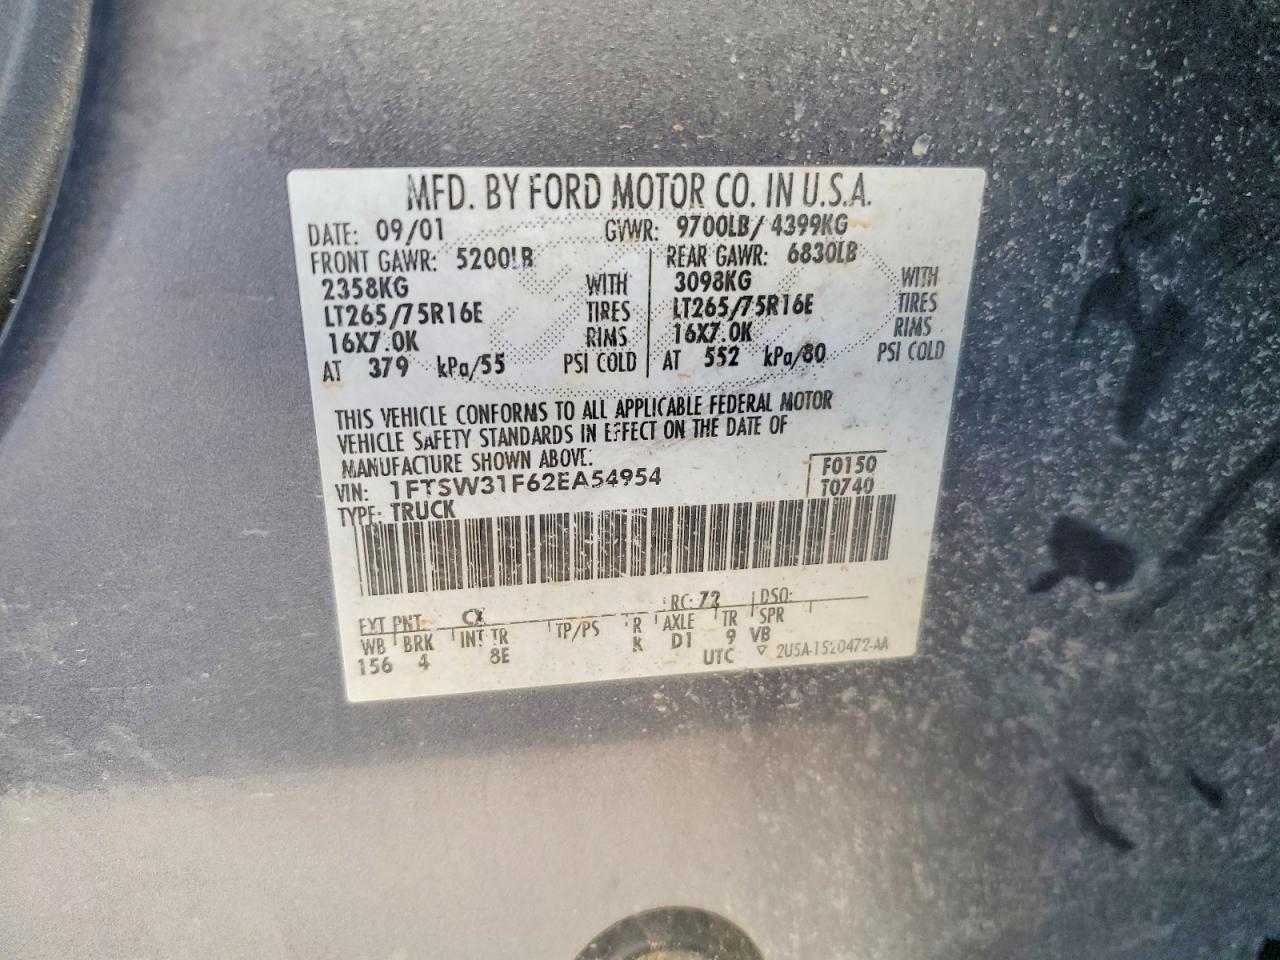 MFD. BY FORD MOTOR CO. IN U.S.A.
DATE: 09/01 GVWR: 9700LB/ 4399KG
FRONT GAWR: 5200LB REAR GAWR: 6830LB
2358KG WITH 3098KG WITH
LT265/75R16E TIRES LT265/75R16E TIRES
16X7.0K RIMS 16X7.0K RIMS
AT 379 kPa/55 PSI COLD AT 552 kPa/80 PSI COLD
THIS VEHICLE CONFORMS TO ALL APPLICABLE FEDERAL MOTOR
VEHICLE SAFETY STANDARDS IN EFFECT ON THE DATE OF
MANUFACTURE SHOWN ABOVE.
VIN: 1FTSW31F62EA54954 F0150
TYPE: TRUCK T0740
EXT PNT: CX RC: 72 DSO:
WB BRK INT TR TP/PS R AXLE TR SPR
156 4 8E K D1 9 VB
UTC ▽ 2U5A-1520472-AA